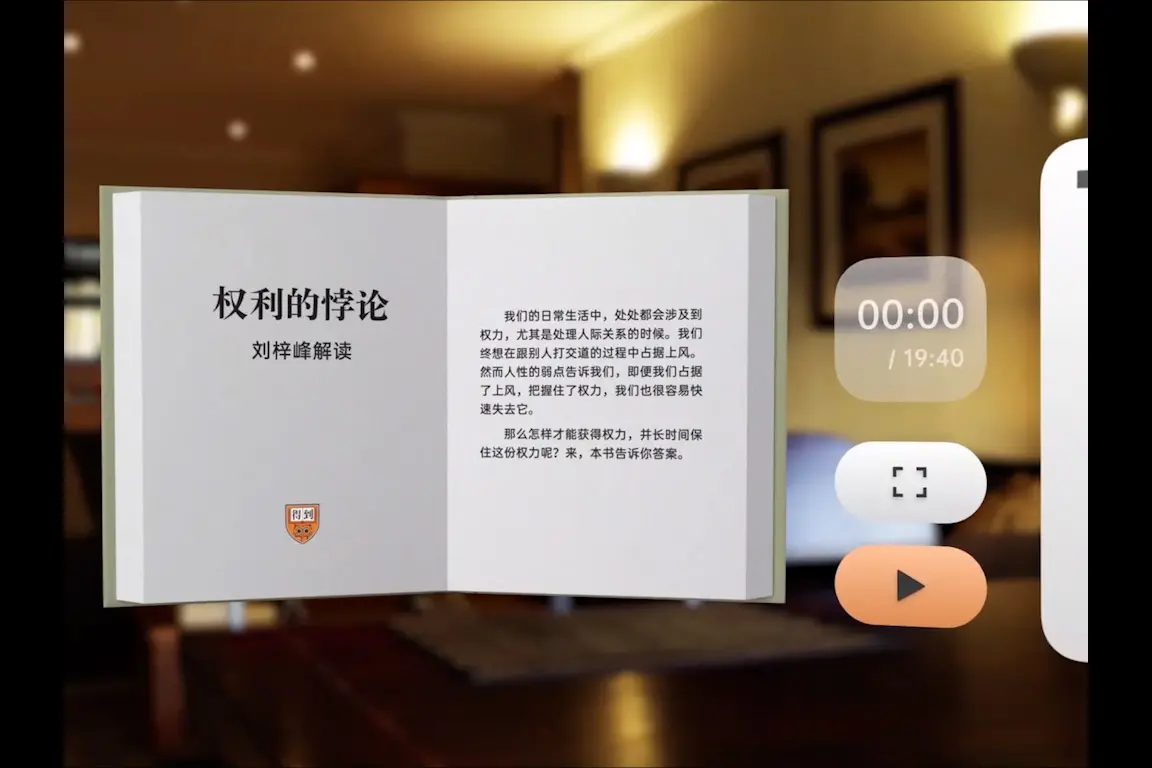 权利的悖论
刘梓峰解读
得到
我们的日常生活中，处处都会涉及到
权力，尤其是处理人际关系的时候。我们
终想在跟别人打交道的过程中占据上风。
然而人性的弱点告诉我们，即便我们占据
了上风，把握住了权力，我们也很容易快
速失去它。
那么怎样才能获得权力，并长时间保
住这份权力呢？来，本书告诉你答案。
00:00
/ 19:40